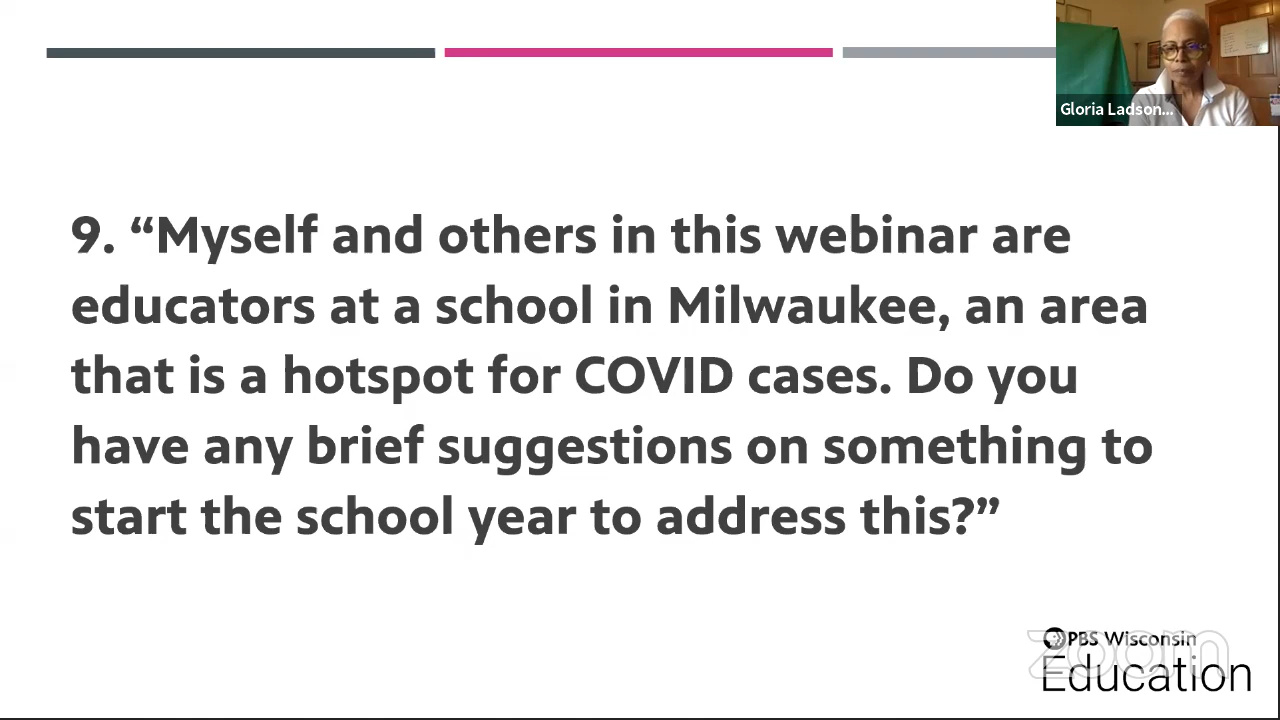 Gloria Ladson...
9. “Myself and others in this webinar are
educators at a school in Milwaukee, an area
that is a hotspot for COVID cases. Do you
have any brief suggestions on something to
start the school year to address this?”
PBS Wisconsin
zoom
Education